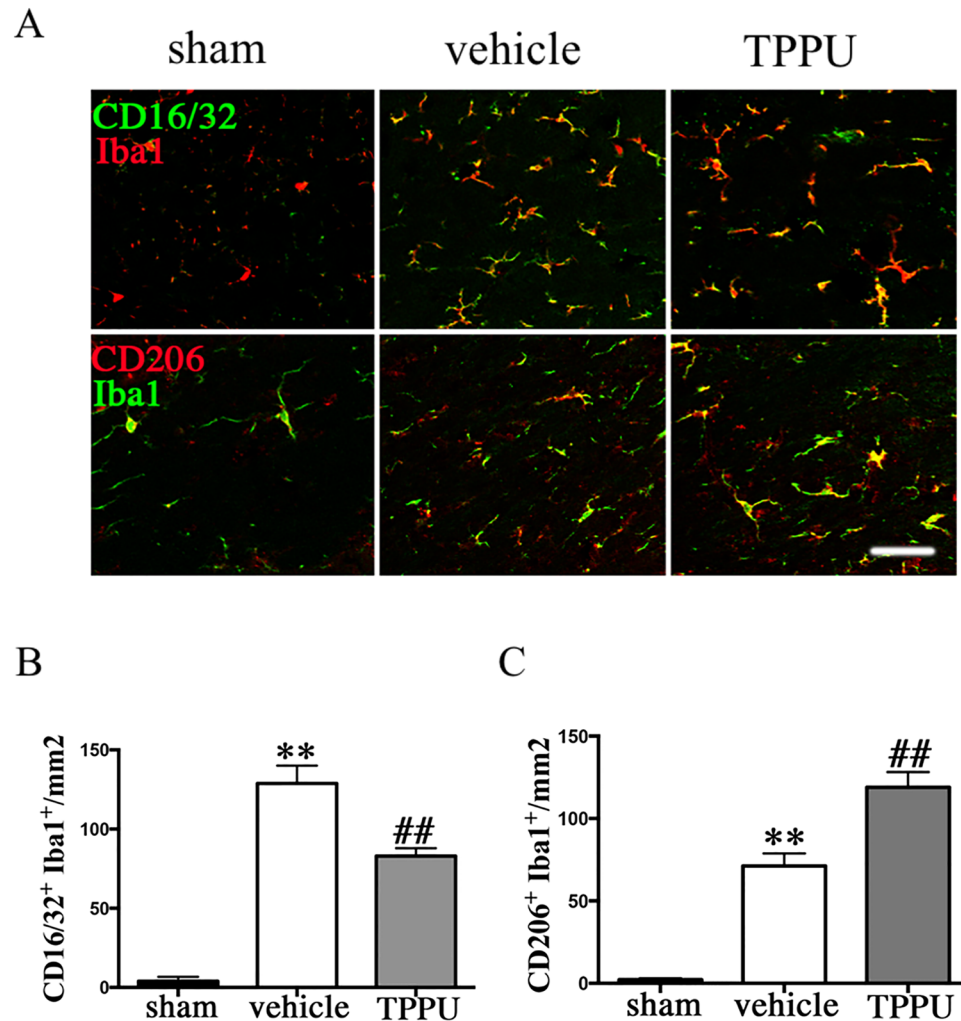 A
sham vehicle TPPU
CD16/32
Iba1
CD206
Iba1
B
CD16/32⁺ Iba1⁺/mm2
150
100
50
0
**
##
sham vehicle TPPU
C
CD206⁺ Iba1⁺/mm2
150
100
50
0
**
##
sham vehicle TPPU